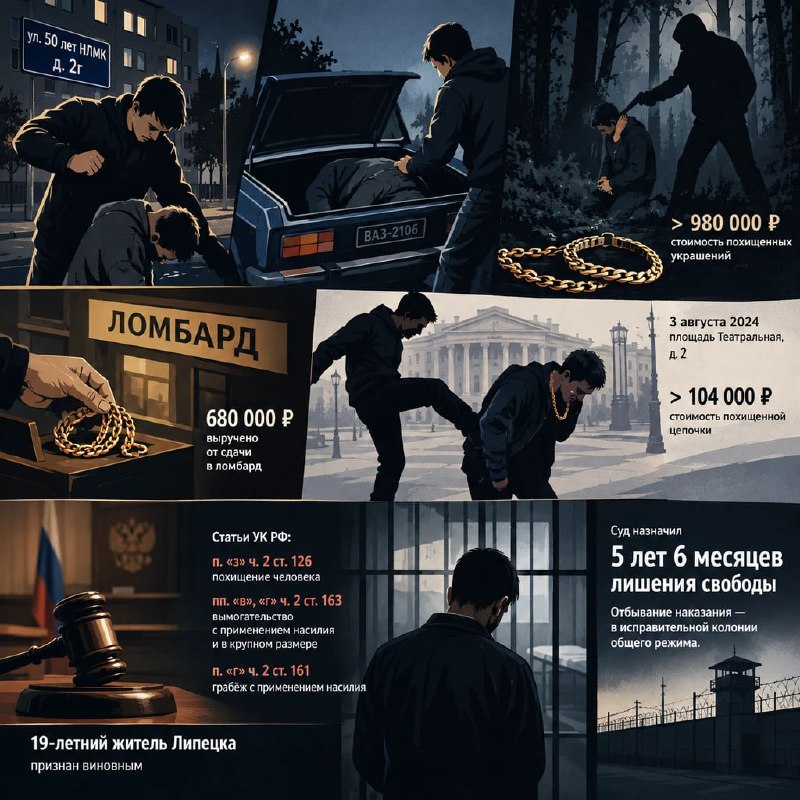 ул. 50 лет НЛМК
д. 2г
ВАЗ-2106
> 980 000 ₽
стоимость похищенных
украшений
ЛОМБАРД
680 000 ₽
выручено
от сдачи
в ломбард
3 августа 2024
площадь Театральная,
д. 2
> 104 000 ₽
стоимость похищенной
цепочки
Статьи УК РФ:
п. «з» ч. 2 ст. 126
похищение человека
пп. «в», «г» ч. 2 ст. 163
вымогательство
с применением насилия
и в крупном размере
п. «г» ч. 2 ст. 161
грабёж с применением насилия
19-летний житель Липецка
признан виновным
Суд назначил
5 лет 6 месяцев
лишения свободы
Отбывание наказания —
в исправительной колонии
общего режима.